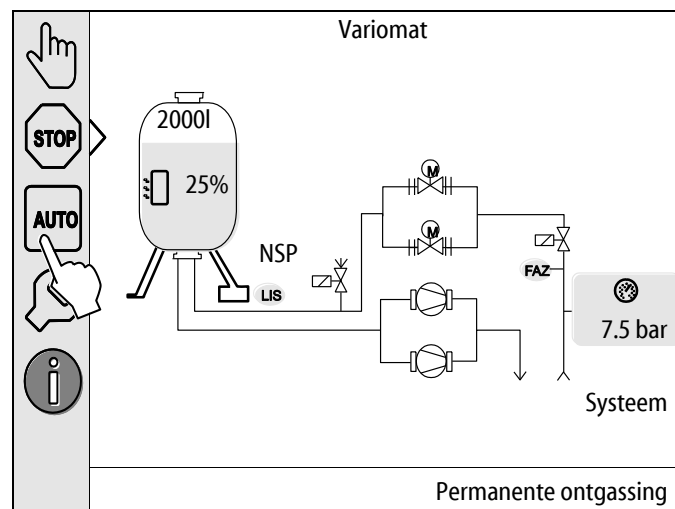 Variomat
STOP
AUTO
2000l
25%
NSP
LIS
M
M
FAZ
7.5 bar
Systeem
Permanente ontgassing